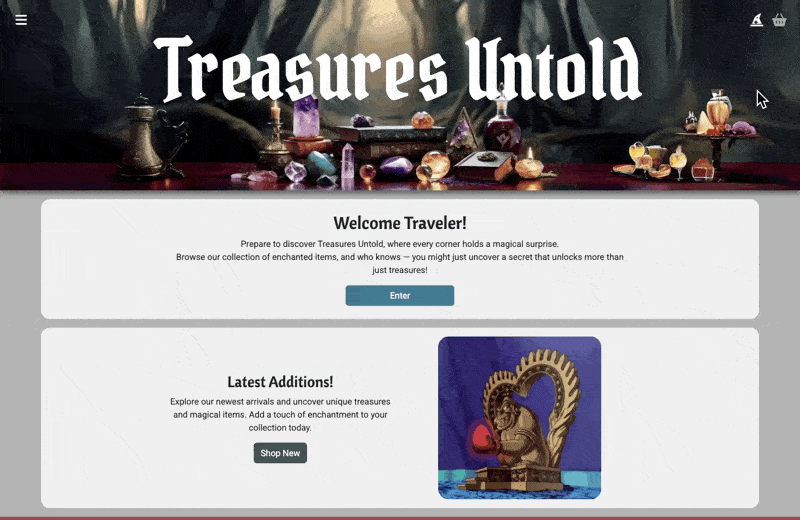 Treasures Untold
Welcome Traveler!
Prepare to discover Treasures Untold, where every corner holds a magical surprise.
Browse our collection of enchanted items, and who knows — you might just uncover a secret that unlocks more than
just treasures!
Enter
Latest Additions!
Explore our newest arrivals and uncover unique treasures
and magical items. Add a touch of enchantment to your
collection today.
Shop New